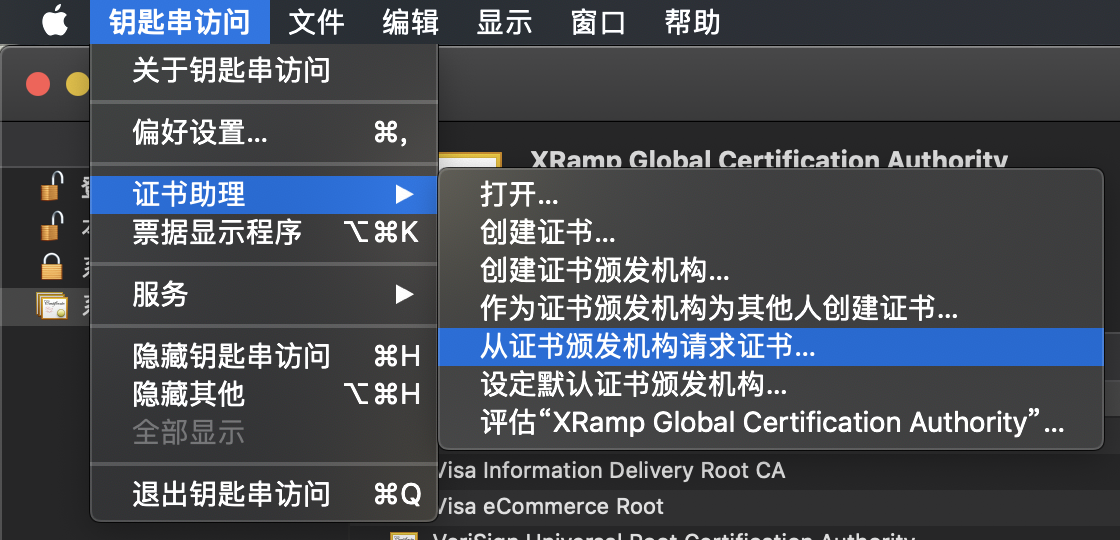 钥匙串访问 文件 编辑 显示 窗口 帮助
关于钥匙串访问
偏好设置... ⌘,
证书助理 ▶
票据显示程序 ⌥⌘K
服务 ▶
隐藏钥匙串访问 ⌘H
隐藏其他 ⌥⌘H
全部显示
退出钥匙串访问 ⌘Q
XRamp Global Certification Authority
打开...
创建证书...
创建证书颁发机构...
作为证书颁发机构为其他人创建证书...
从证书颁发机构请求证书...
设定默认证书颁发机构...
评估“XRamp Global Certification Authority”...
Visa Information Delivery Root CA
Visa eCommerce Root
VeriSign Universal Root Certification Authority